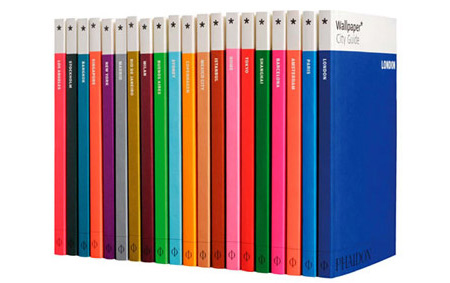 LOS ANGELES
STOCKHOLM
SINGAPORE
NEW YORK
MADRID
RIO DE JANEIRO
MILAN
BUENOS AIRES
SYDNEY
COPENHAGEN
MEXICO CITY
ISTANBUL
TOKYO
SHANGHAI
BARCELONA
AMSTERDAM
PARIS
LONDON
Wallpaper*
City Guide
LONDON
PHAIDON